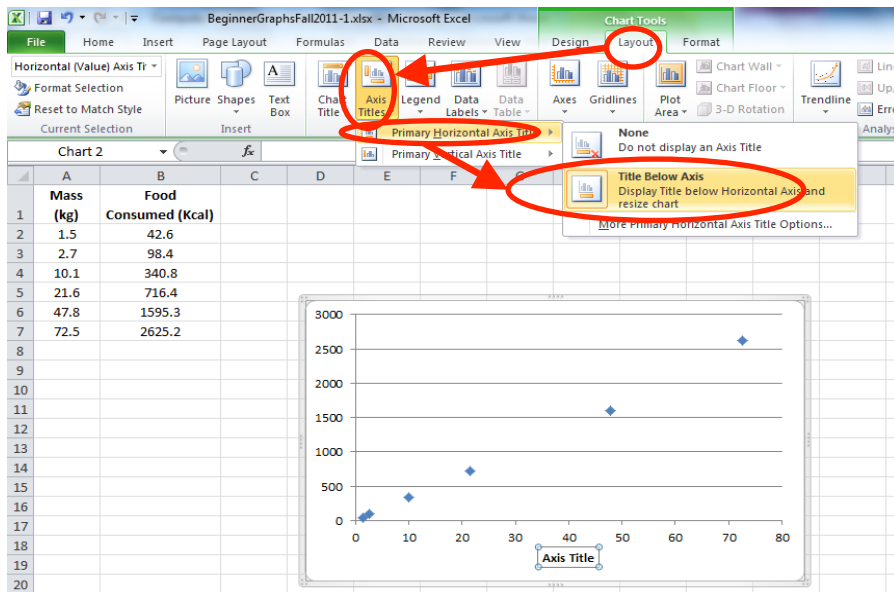 BeginnerGraphsFall2011-1.xlsx - Microsoft Excel
Chart Tools
File Home Insert Page Layout Formulas Data Review View Design Layout Format
Horizontal (Value) Axis Tit
Format Selection
Reset to Match Style
Current Selection
Picture Shapes Text Box
Insert
Chart Title
Axis Titles
Legend
Data Labels
Data Table
Axes
Gridlines
Plot Area
Chart Wall
Chart Floor
3-D Rotation
Trendline
Lin
Up/
Err
Analys
Primary Horizontal Axis Title
Primary Vertical Axis Title
None
Do not display an Axis Title
Title Below Axis
Display Title below Horizontal Axis and
resize chart
More Primary Horizontal Axis Title Options...
Chart 2 fx
A B C D E F G
1 Mass (kg) Food Consumed (Kcal)
2 1.5 42.6
3 2.7 98.4
4 10.1 340.8
5 21.6 716.4
6 47.8 1595.3
7 72.5 2625.2
8
9
10
11
12
13
14
15
16
17
18
19
20
3000
2500
2000
1500
1000
500
0
0 10 20 30 40 50 60 70 80
Axis Title